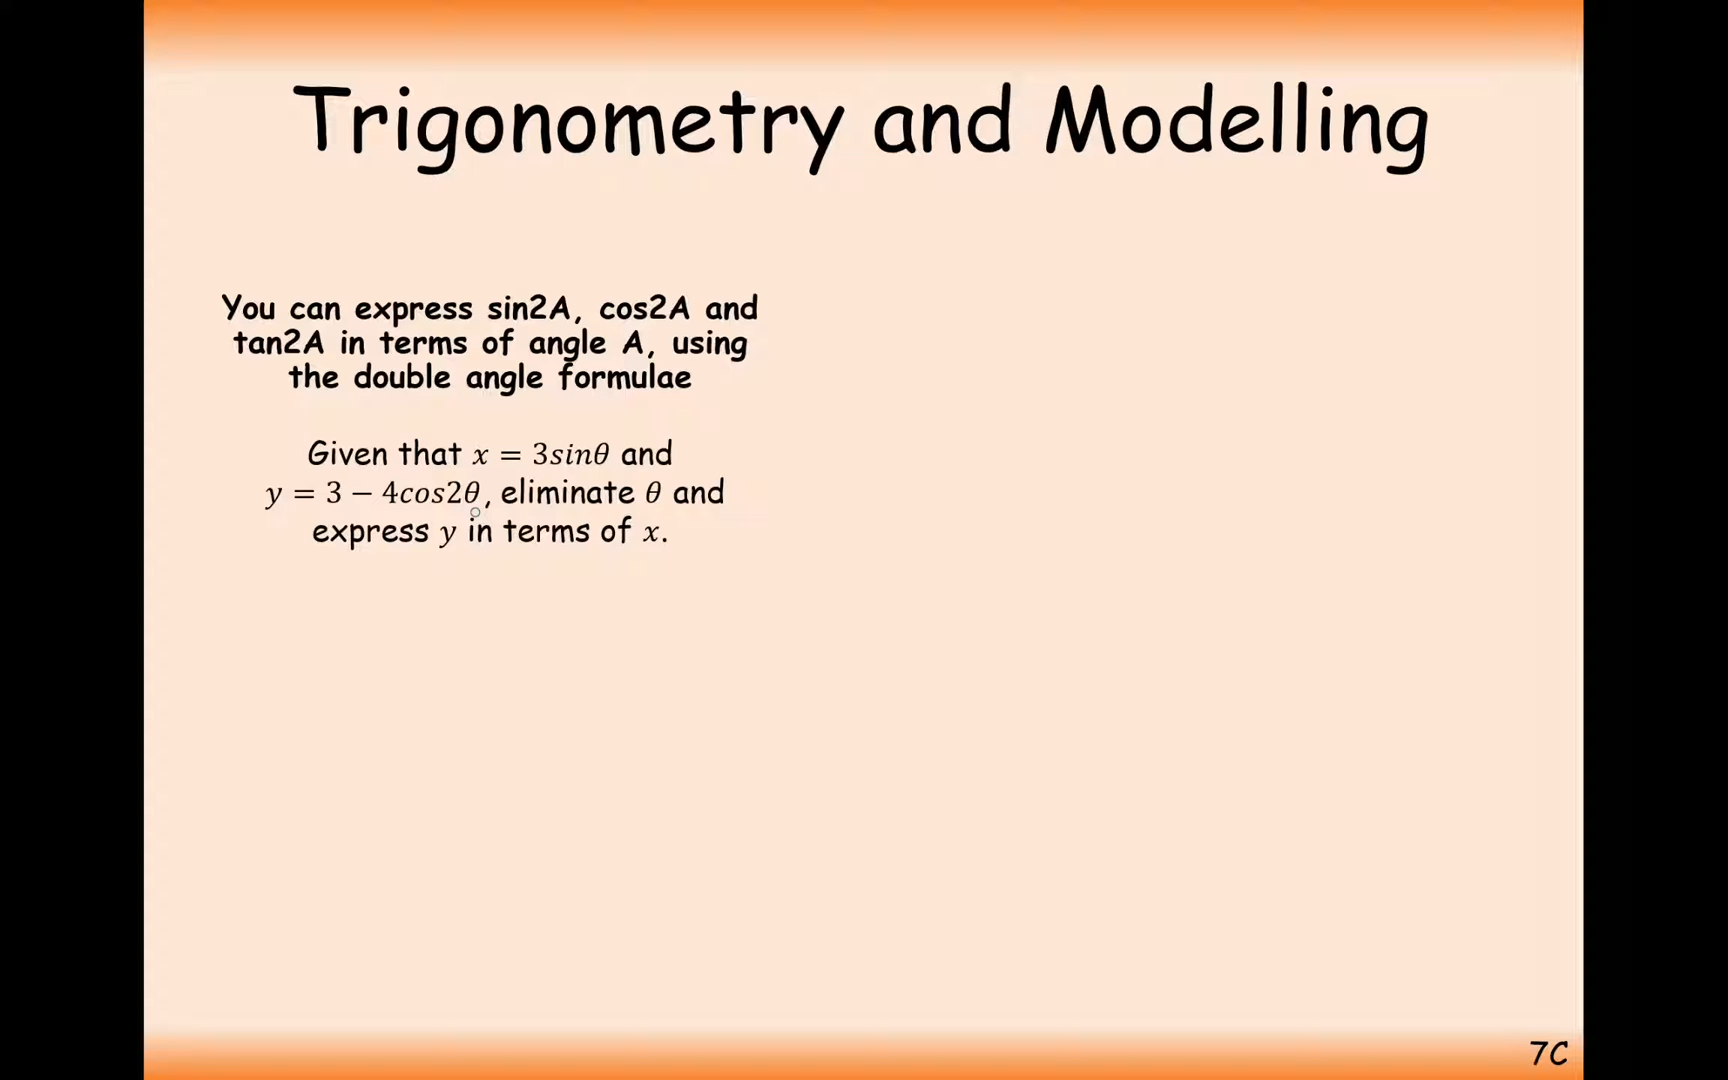 Trigonometry and Modelling
You can express sin2A, cos2A and
tan2A in terms of angle A, using
the double angle formulae
Given that x = 3sinθ and
y = 3 − 4cos2θ, eliminate θ and
express y in terms of x.
7C